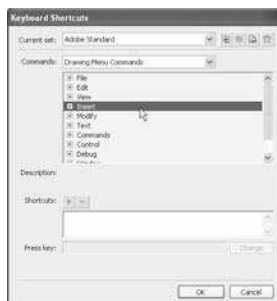 Keyboard Shortcuts
Current set: Adobe Standard
Commands: Drawing Menu Commands
File
Edit
View
Insert
Modify
Text
Commands
Control
Debug
Description:
Shortcuts:
Press key:
Change
OK Cancel